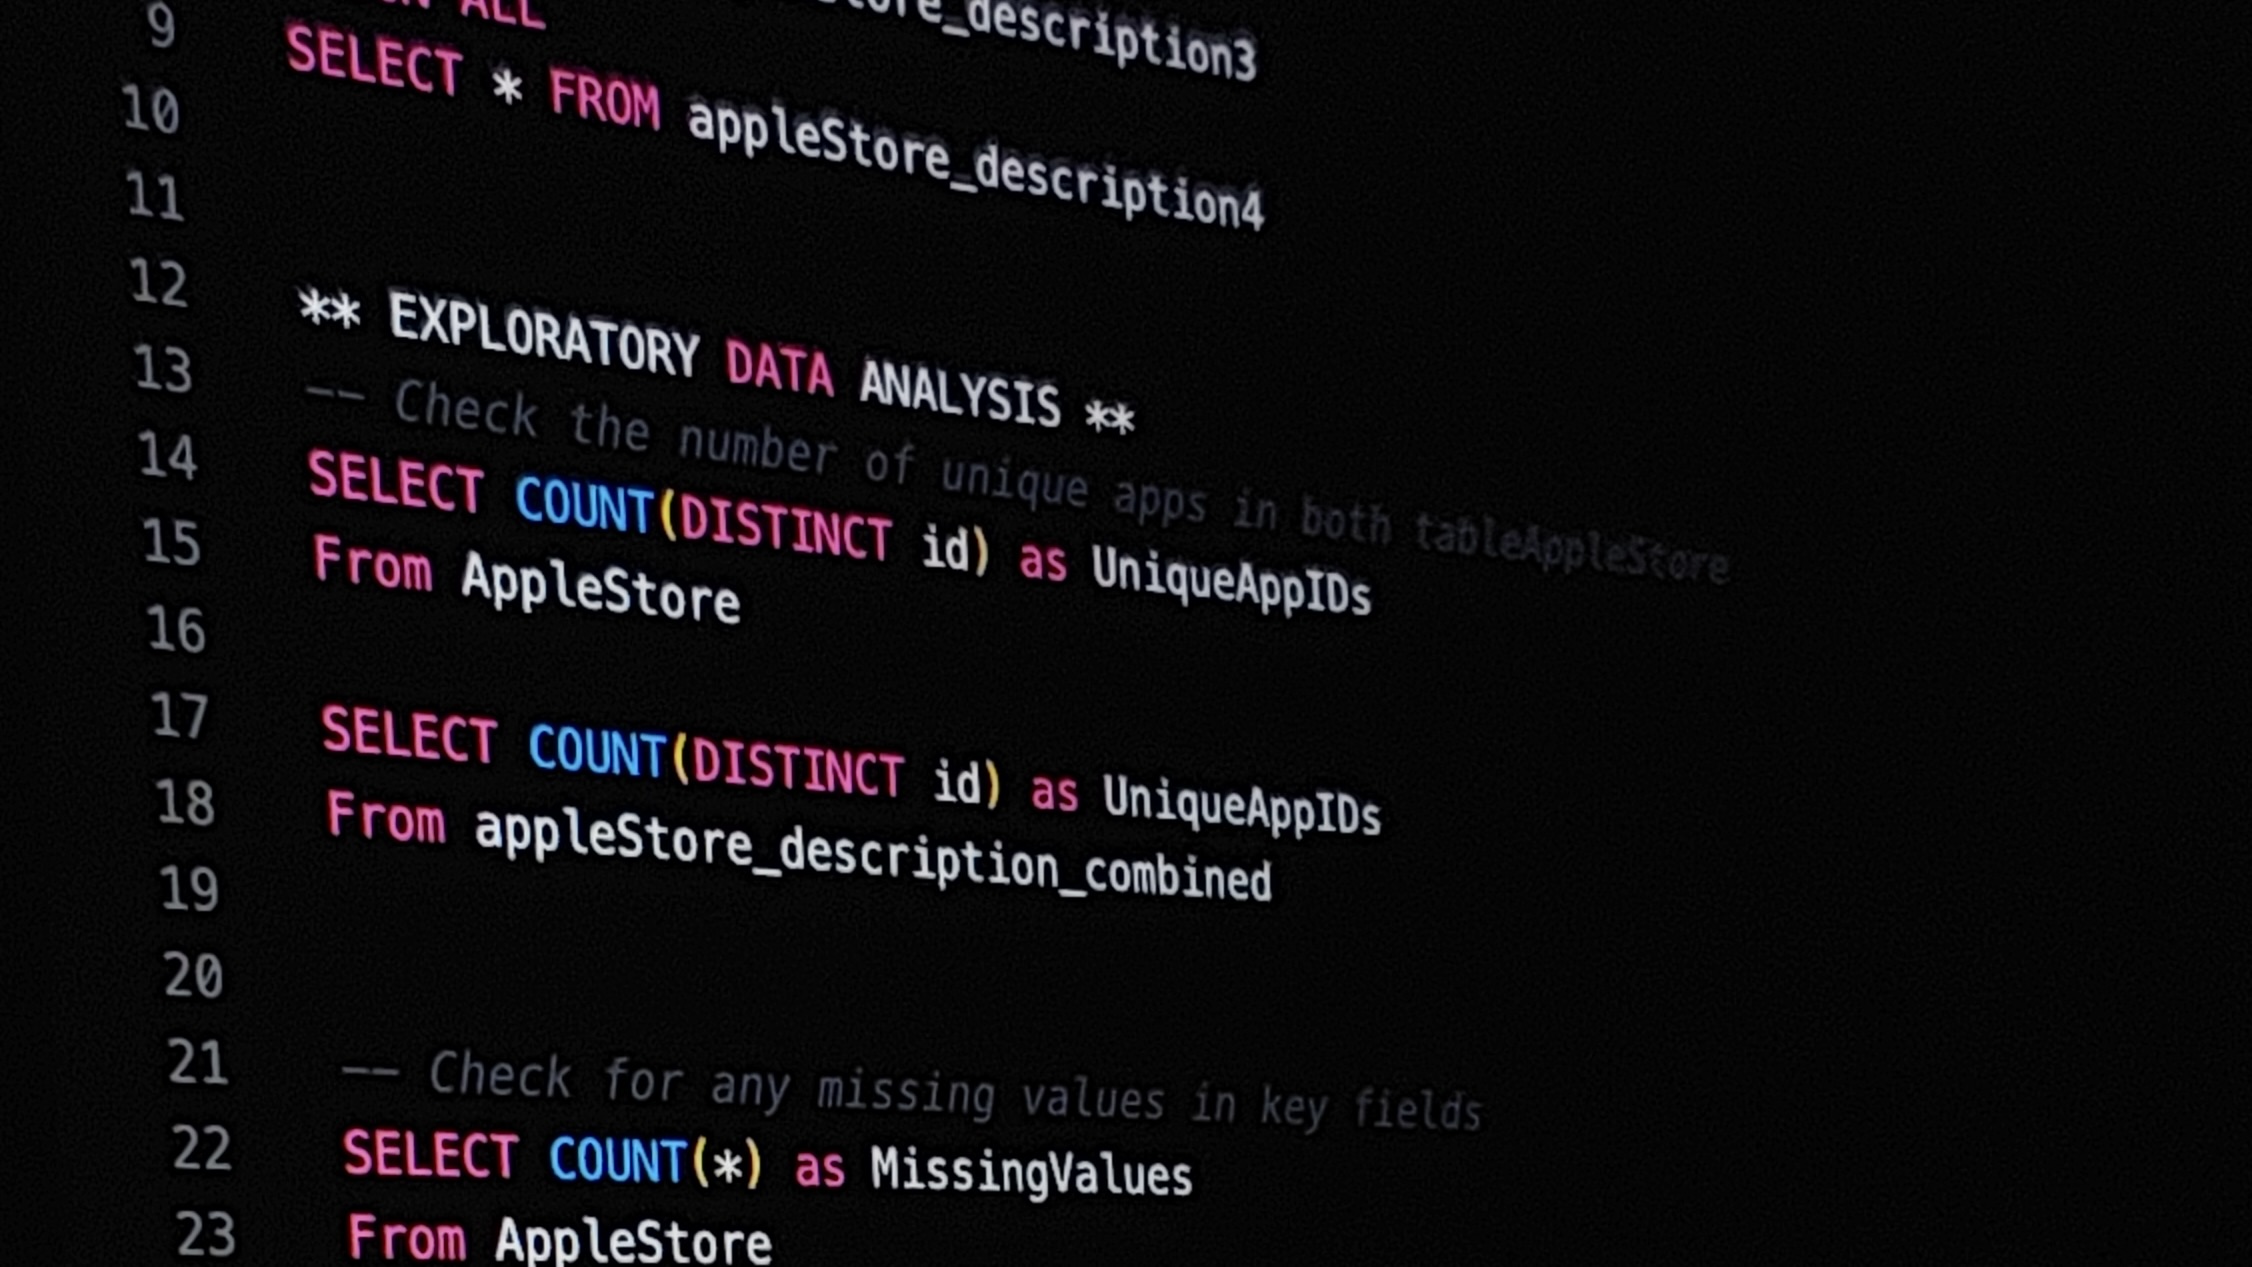 ore_description3
9 ALL
10 SELECT * FROM appleStore_description4
11
12
13 ** EXPLORATORY DATA ANALYSIS **
14 -- Check the number of unique apps in both tableAppleStore
15 SELECT COUNT(DISTINCT id) as UniqueAppIDs
16 From AppleStore
17
18 SELECT COUNT(DISTINCT id) as UniqueAppIDs
19 From appleStore_description_combined
20
21
22 -- Check for any missing values in key fields
23 SELECT COUNT(*) as MissingValues
From AppleStore